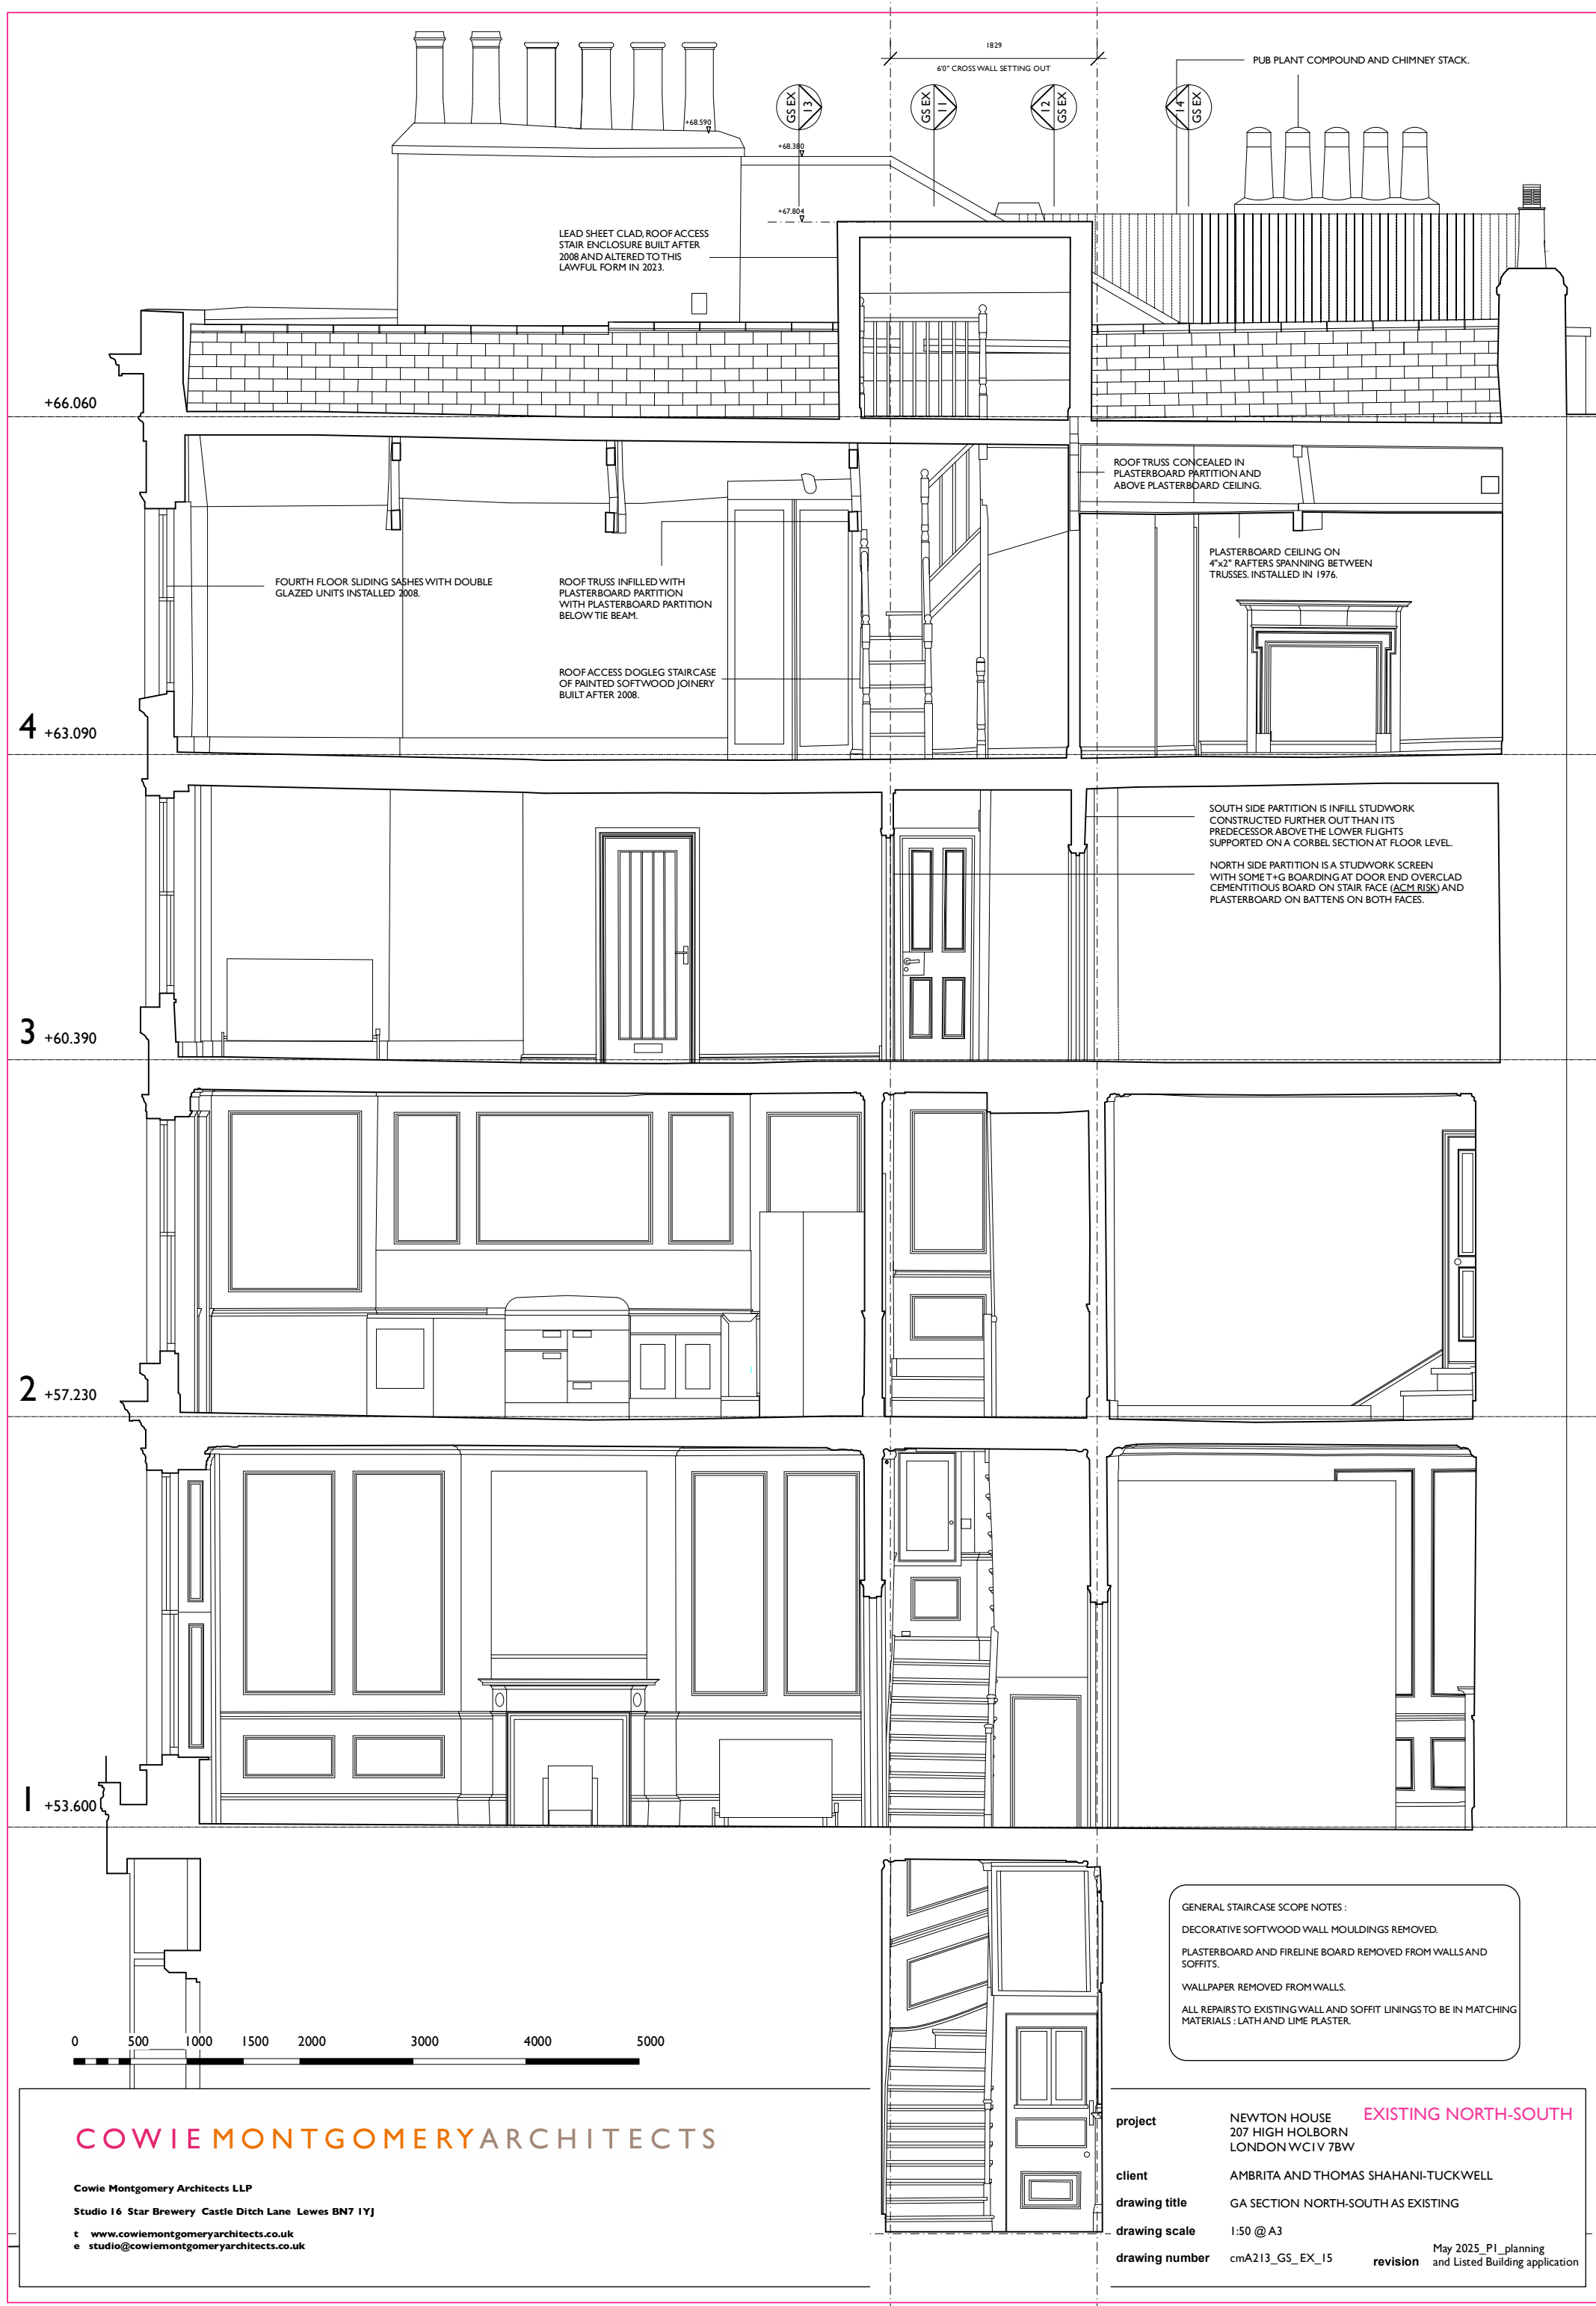 1829
6'0" CROSS WALL SETTING OUT
PUB PLANT COMPOUND AND CHIMNEY STACK.
GS EX
13
GS EX
11
12
GS EX
14
GS EX
+68.590
+68.380
+67.804
LEAD SHEET CLAD, ROOF ACCESS
STAIR ENCLOSURE BUILT AFTER
2008 AND ALTERED TO THIS
LAWFUL FORM IN 2023.
+66.060
ROOF TRUSS CONCEALED IN
PLASTERBOARD PARTITION AND
ABOVE PLASTERBOARD CEILING.
FOURTH FLOOR SLIDING SASHES WITH DOUBLE
GLAZED UNITS INSTALLED 2008.
ROOF TRUSS INFILLED WITH
PLASTERBOARD PARTITION
WITH PLASTERBOARD PARTITION
BELOW TIE BEAM.
PLASTERBOARD CEILING ON
4"x2" RAFTERS SPANNING BETWEEN
TRUSSES. INSTALLED IN 1976.
ROOF ACCESS DOGLEG STAIRCASE
OF PAINTED SOFTWOOD JOINERY
BUILT AFTER 2008.
4 +63.090
SOUTH SIDE PARTITION IS INFILL STUDWORK
CONSTRUCTED FURTHER OUT THAN ITS
PREDECESSOR ABOVE THE LOWER FLIGHTS
SUPPORTED ON A CORBEL SECTION AT FLOOR LEVEL.
NORTH SIDE PARTITION IS A STUDWORK SCREEN
WITH SOME T+G BOARDING AT DOOR END OVERCLAD
CEMENTITIOUS BOARD ON STAIR FACE (ACM RISK) AND
PLASTERBOARD ON BATTENS ON BOTH FACES.
3 +60.390
2 +57.230
1 +53.600
GENERAL STAIRCASE SCOPE NOTES :
DECORATIVE SOFTWOOD WALL MOULDINGS REMOVED.
PLASTERBOARD AND FIRELINE BOARD REMOVED FROM WALLS AND
SOFFITS.
WALLPAPER REMOVED FROM WALLS.
ALL REPAIRS TO EXISTING WALL AND SOFFIT LININGS TO BE IN MATCHING
MATERIALS : LATH AND LIME PLASTER.
0 500 1000 1500 2000 3000 4000 5000
COWIEMONTGOMERYARCHITECTS
Cowie Montgomery Architects LLP
Studio 16 Star Brewery Castle Ditch Lane Lewes BN7 1YJ
t www.cowiemontgomeryarchitects.co.uk
e studio@cowiemontgomeryarchitects.co.uk
EXISTING NORTH-SOUTH
project NEWTON HOUSE
207 HIGH HOLBORN
LONDON WC1V 7BW
client AMBRITA AND THOMAS SHAHANI-TUCKWELL
drawing title GA SECTION NORTH-SOUTH AS EXISTING
drawing scale 1:50 @ A3
drawing number cmA213_GS_ EX_15
revision May 2025_P1_planning
and Listed Building application